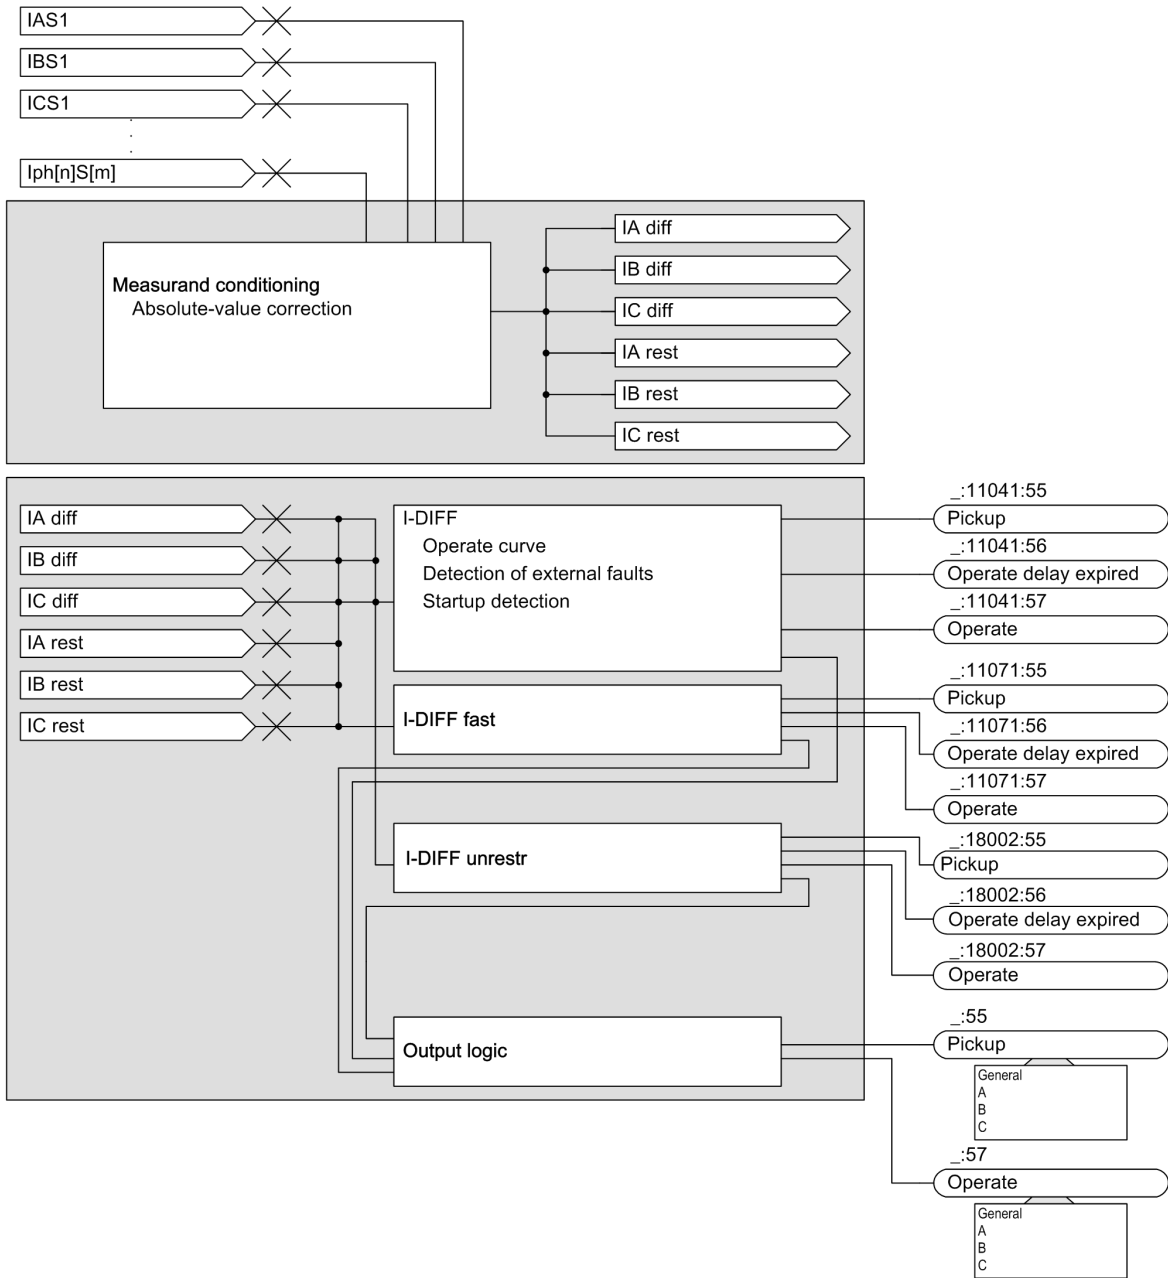 IAS1
IBS1
ICS1
Iph[n]S[m]
Measurand conditioning
Absolute-value correction
IA diff
IB diff
IC diff
IA rest
IB rest
IC rest
IA diff
IB diff
IC diff
IA rest
IB rest
IC rest
I-DIFF
Operate curve
Detection of external faults
Startup detection
I-DIFF fast
I-DIFF unrestr
Output logic
_:11041:55
Pickup
_:11041:56
Operate delay expired
_:11041:57
Operate
_:11071:55
Pickup
_:11071:56
Operate delay expired
_:11071:57
Operate
_:18002:55
Pickup
_:18002:56
Operate delay expired
_:18002:57
Operate
_:55
Pickup
General
A
B
C
_:57
Operate
General
A
B
C